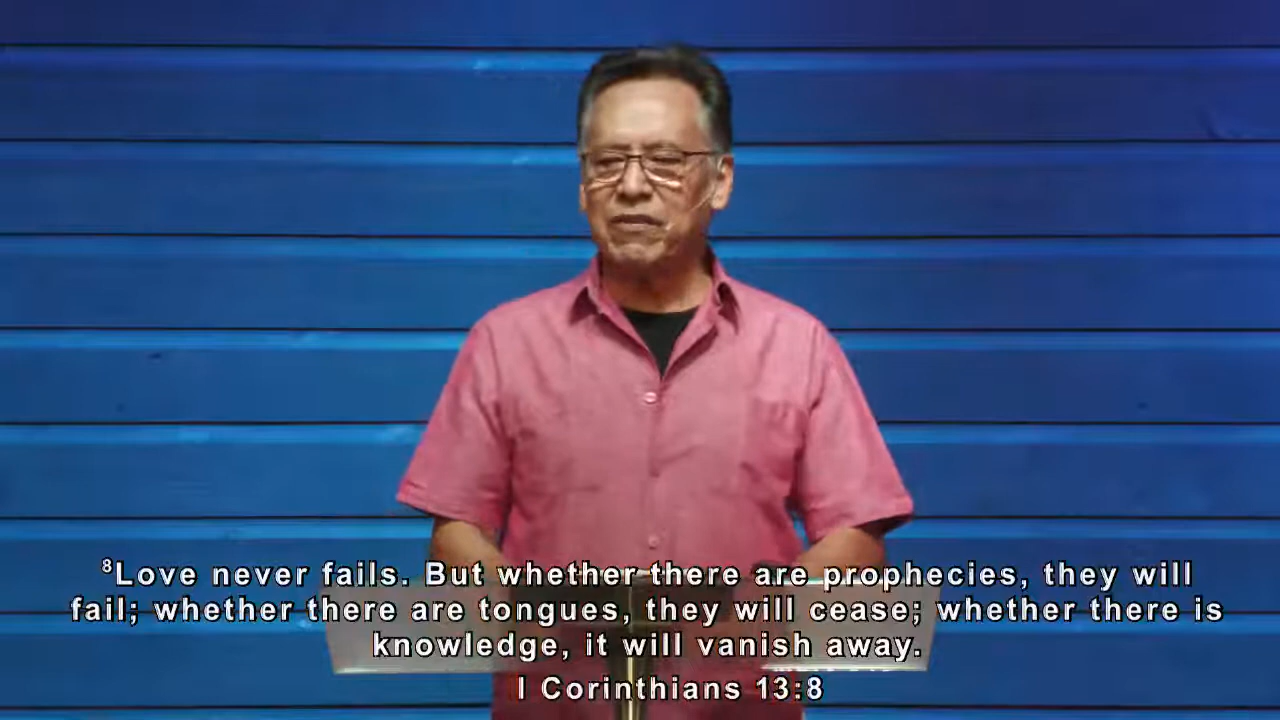 ⁸Love never fails. But whether there are prophecies, they will
fail; whether there are tongues, they will cease; whether there is
knowledge, it will vanish away.
I Corinthians 13:8